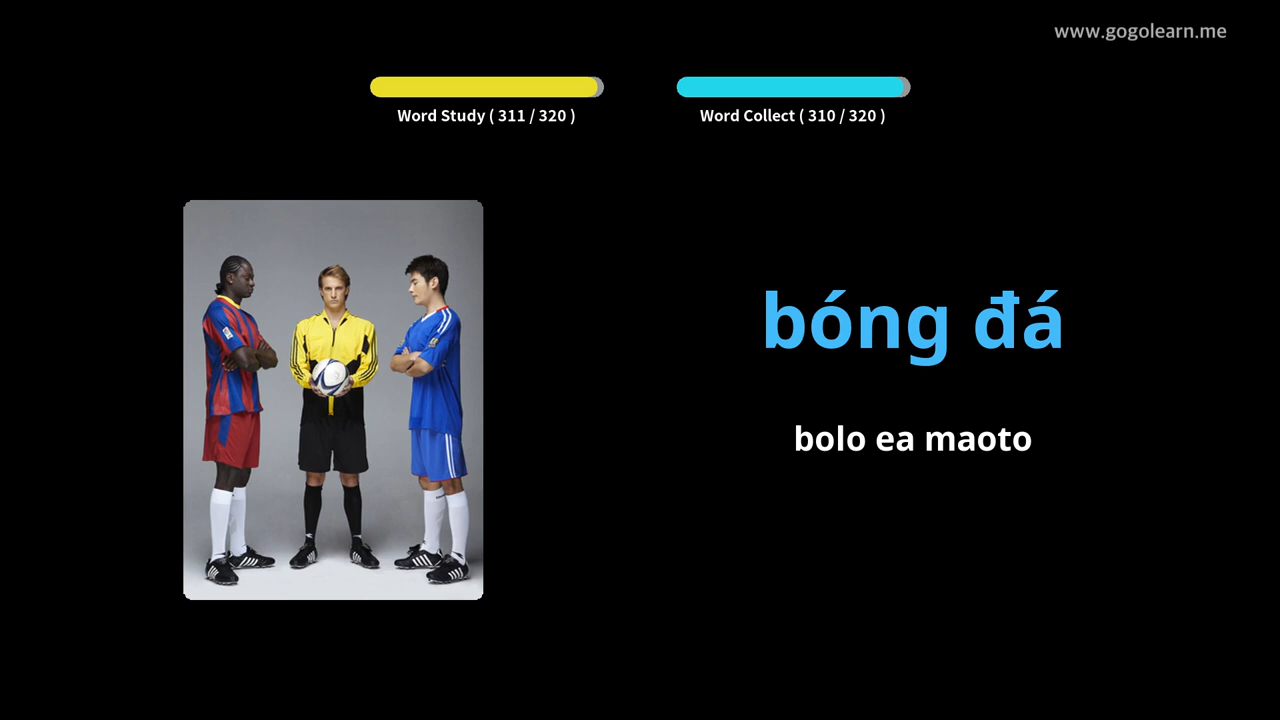 www.gogolearn.me
Word Study ( 311 / 320 )
Word Collect ( 310 / 320 )
bóng đá
bolo ea maoto